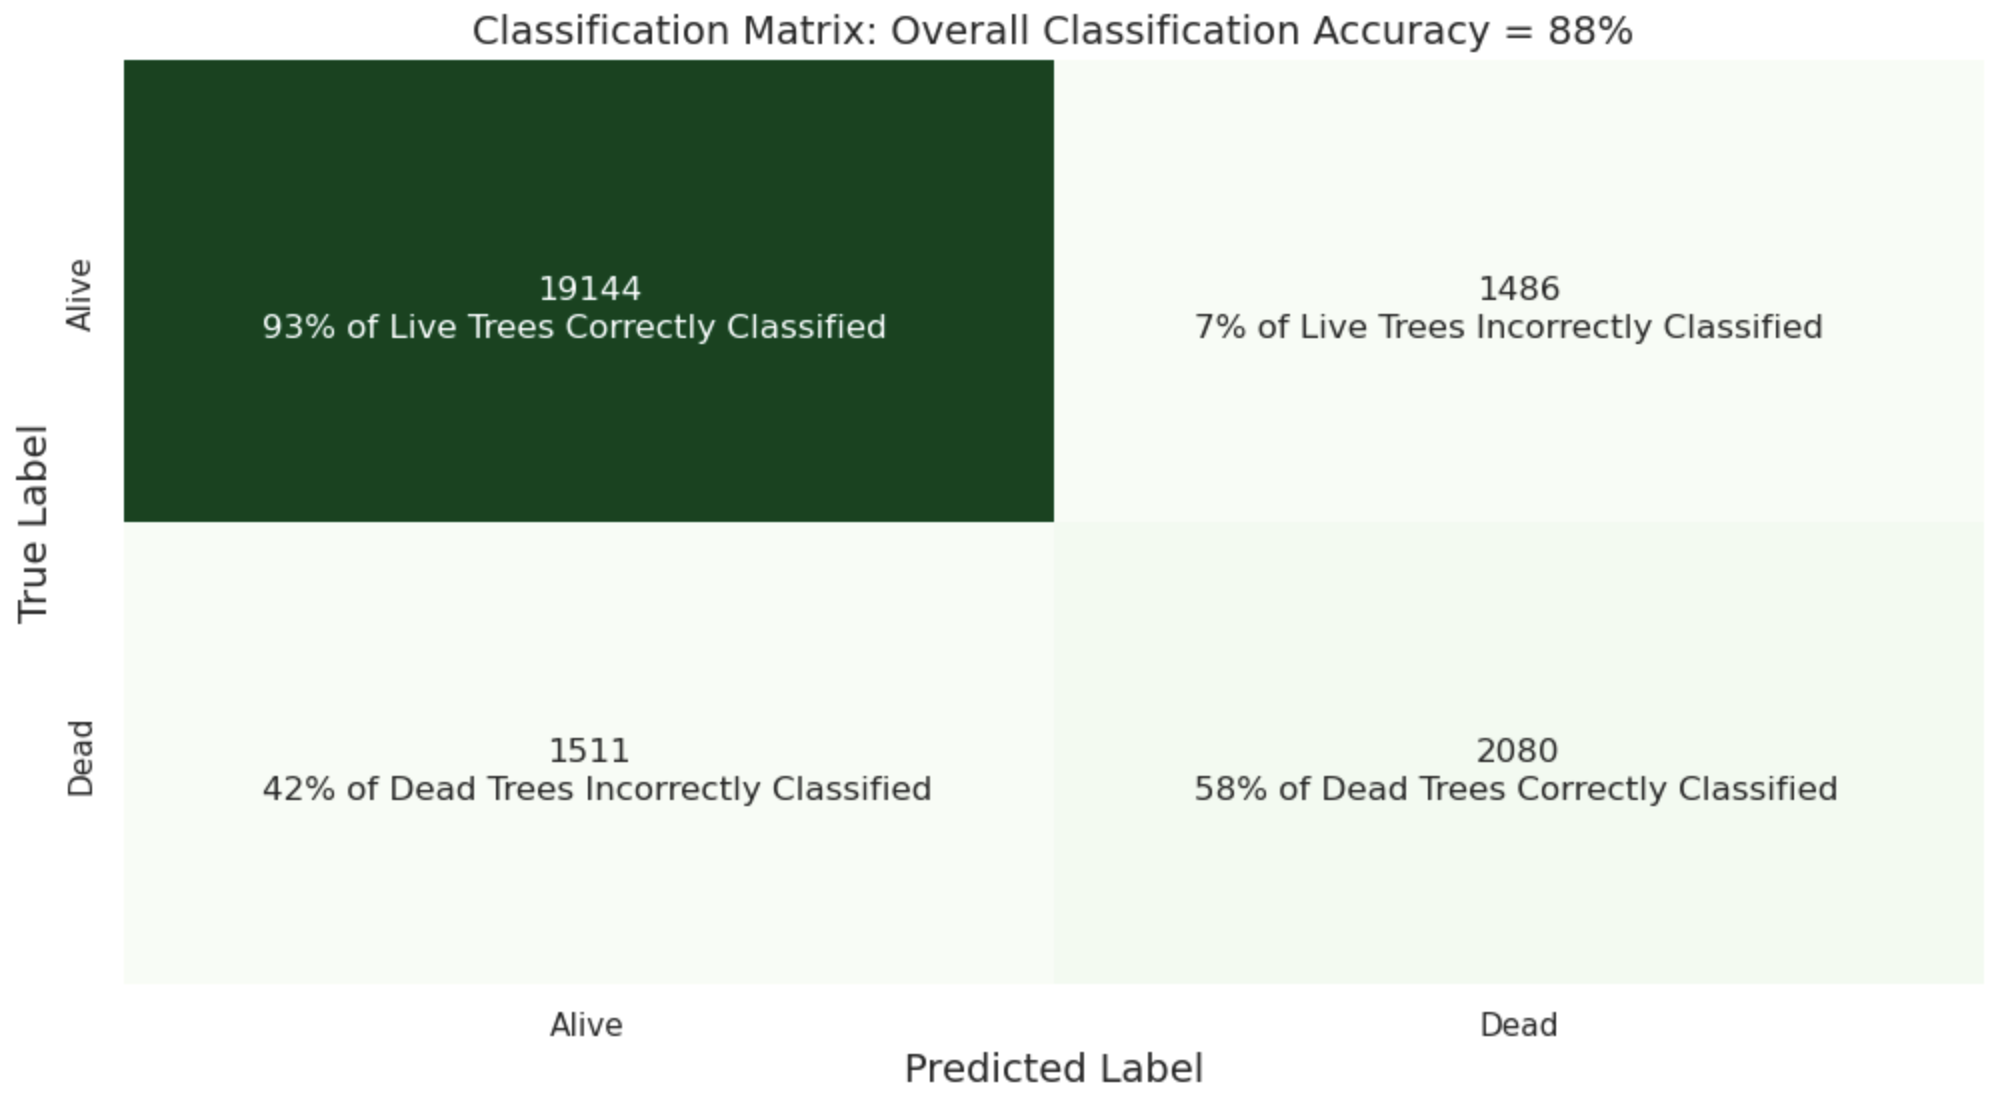 Classification Matrix: Overall Classification Accuracy = 88%
True Label
Alive
19144
93% of Live Trees Correctly Classified
1486
7% of Live Trees Incorrectly Classified
Dead
1511
42% of Dead Trees Incorrectly Classified
2080
58% of Dead Trees Correctly Classified
Alive
Dead
Predicted Label